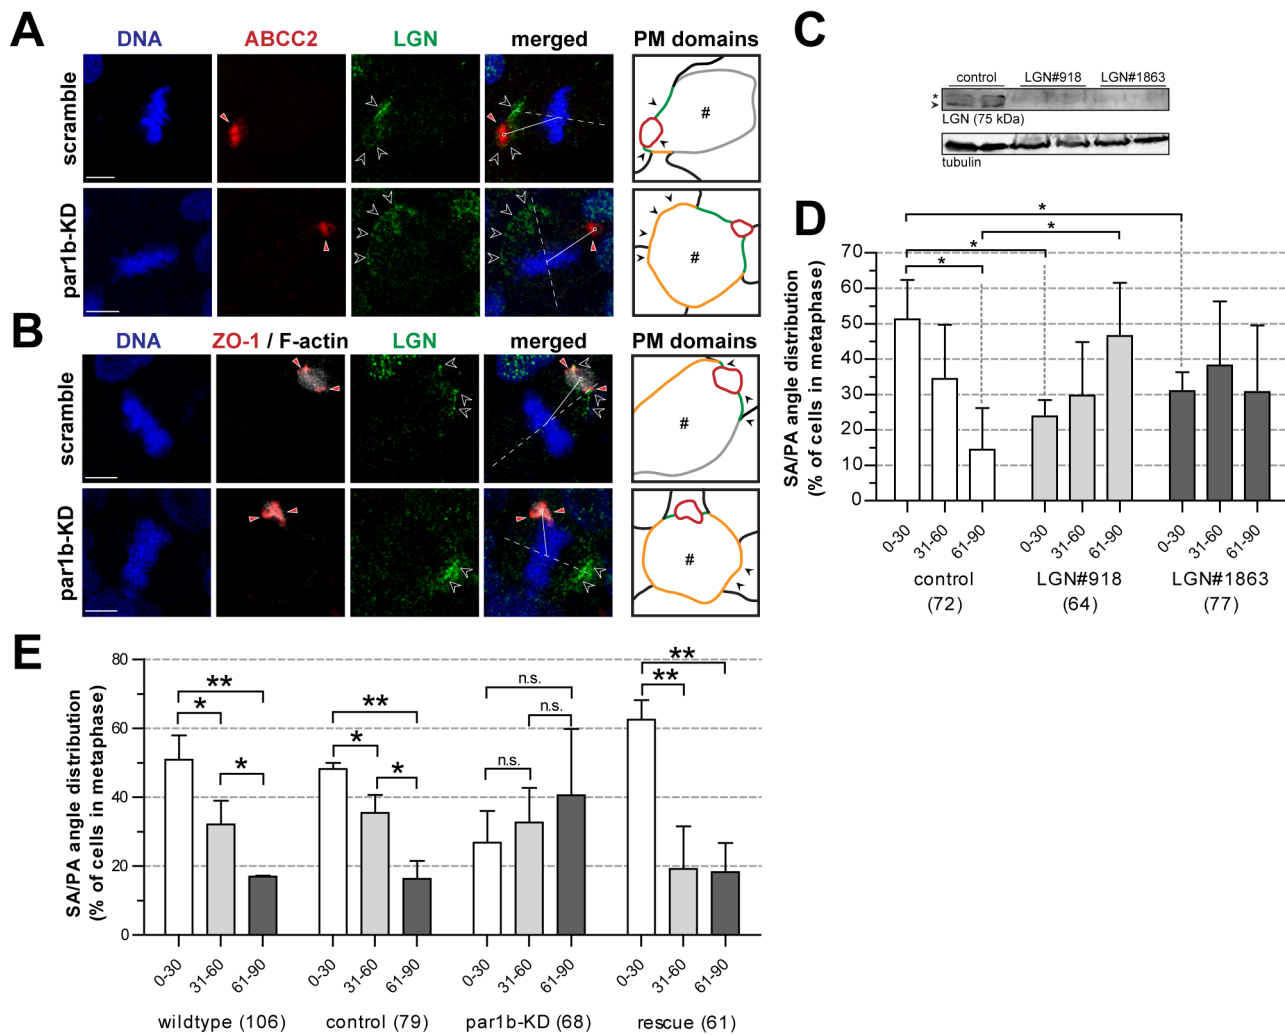 A
DNA
ABCC2
LGN
merged
PM domains
scramble
#
par1b-KD
#
B
DNA
ZO-1 / F-actin
LGN
merged
PM domains
scramble
#
par1b-KD
#
C
control
LGN#918
LGN#1863
*
LGN (75 kDa)
tubulin
D
*
*
*
*
SA/PA angle distribution
(% of cells in metaphase)
70
60
50
40
30
20
10
0
0-30
31-60
61-90
0-30
31-60
61-90
0-30
31-60
61-90
control
(72)
LGN#918
(64)
LGN#1863
(77)
E
SA/PA angle distribution
(% of cells in metaphase)
80
60
40
20
0
**
*
*
**
*
*
n.s.
n.s.
n.s.
**
**
0-30
31-60
61-90
0-30
31-60
61-90
0-30
31-60
61-90
0-30
31-60
61-90
wildtype (106)
control (79)
par1b-KD (68)
rescue (61)